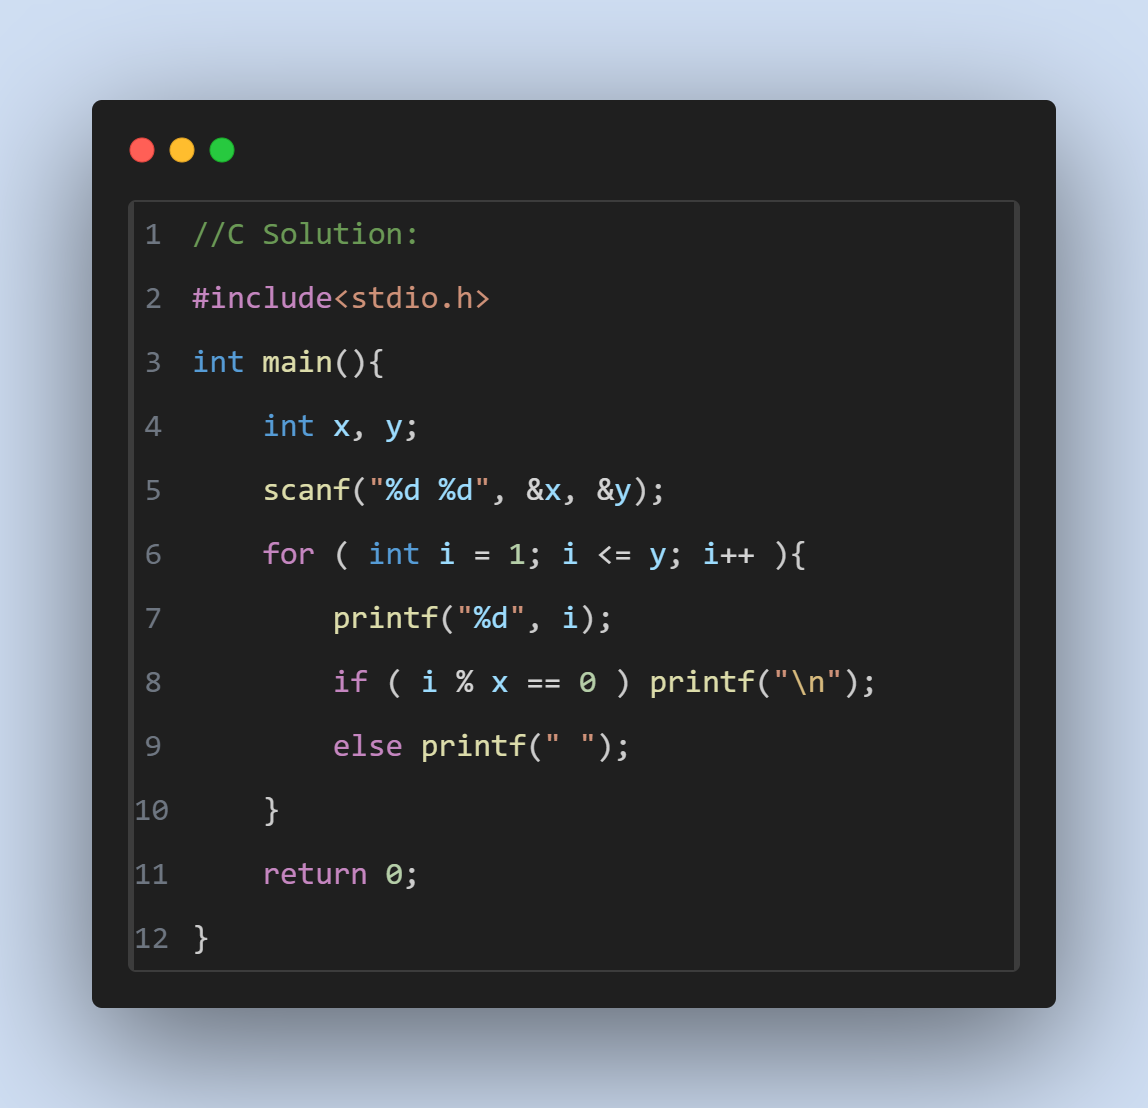 1 //C Solution:
2 #include<stdio.h>
3 int main(){
4     int x, y;
5     scanf("%d %d", &x, &y);
6     for ( int i = 1; i <= y; i++ ){
7         printf("%d", i);
8         if ( i % x == 0 ) printf("\n");
9         else printf(" ");
10     }
11     return 0;
12 }